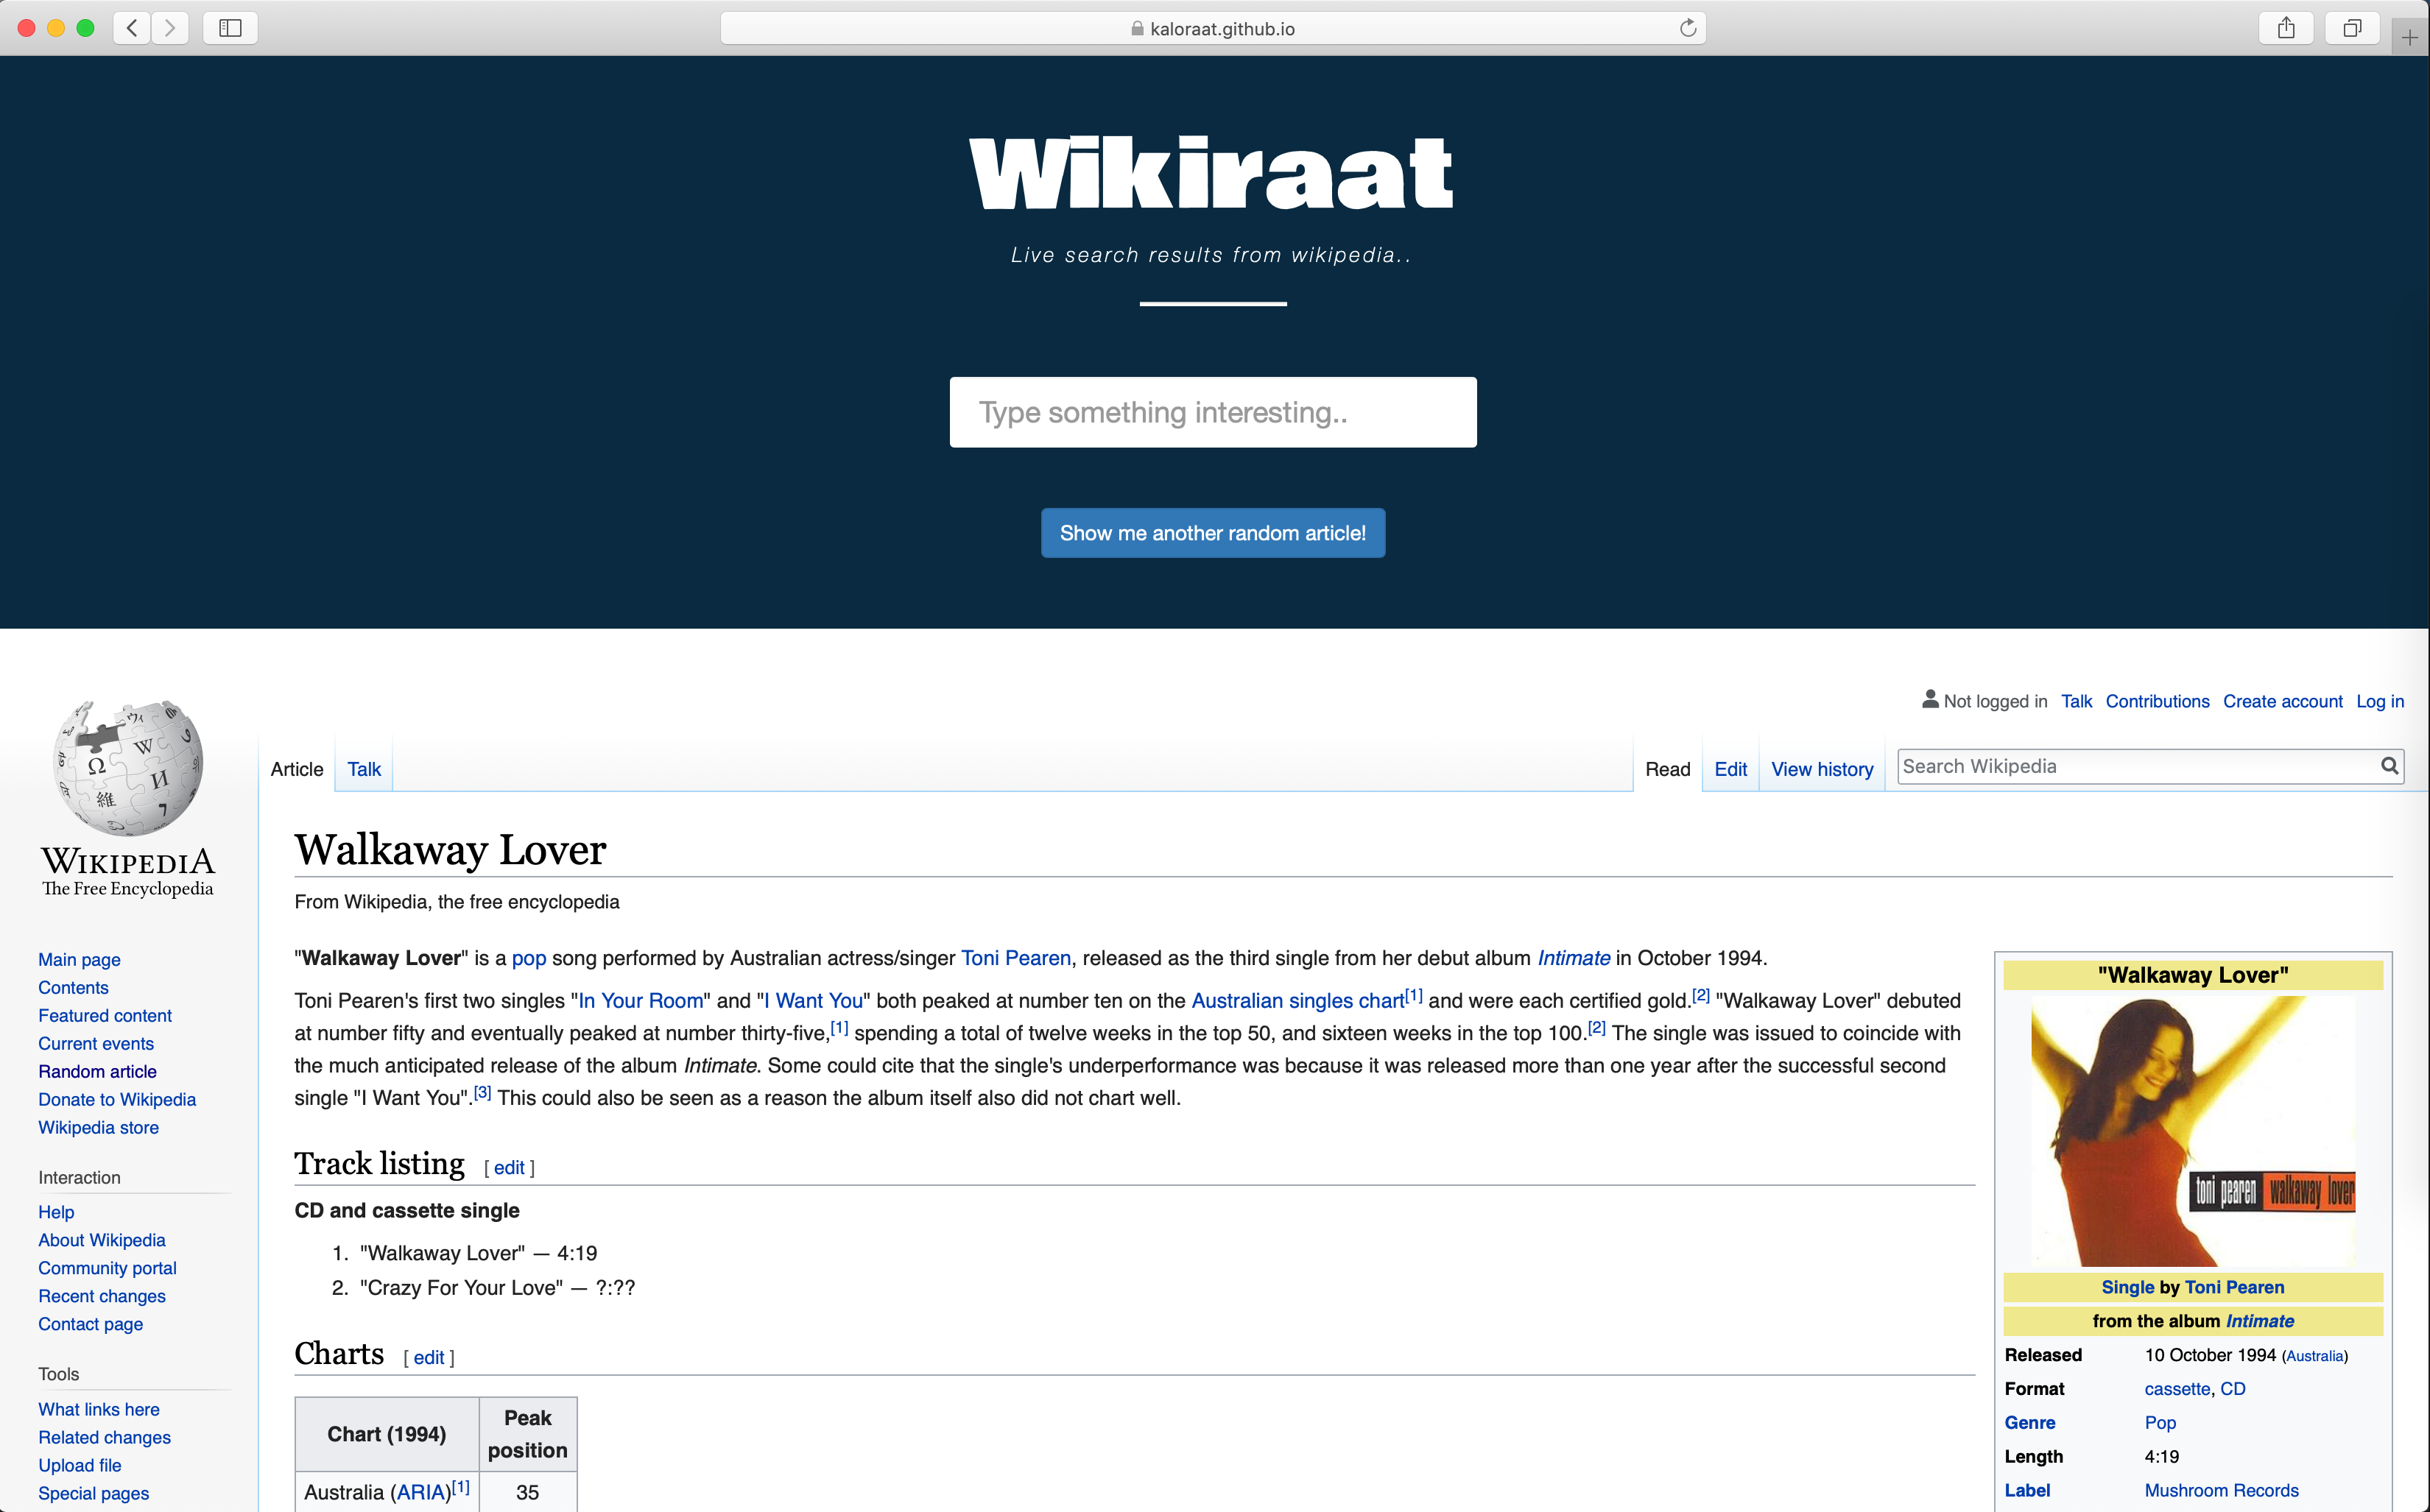 kaloraat.github.io
Wikiraat
Live search results from wikipedia..
Type something interesting..
Show me another random article!
Not logged in Talk Contributions Create account Log in
Article Talk Read Edit View history Search Wikipedia
WIKIPEDIA
The Free Encyclopedia
Main page
Contents
Featured content
Current events
Random article
Donate to Wikipedia
Wikipedia store
Interaction
Help
About Wikipedia
Community portal
Recent changes
Contact page
Tools
What links here
Related changes
Upload file
Special pages
Walkaway Lover
From Wikipedia, the free encyclopedia
"Walkaway Lover" is a pop song performed by Australian actress/singer Toni Pearen, released as the third single from her debut album Intimate in October 1994.
Toni Pearen's first two singles "In Your Room" and "I Want You" both peaked at number ten on the Australian singles chart[1] and were each certified gold.[2] "Walkaway Lover" debuted
at number fifty and eventually peaked at number thirty-five,[1] spending a total of twelve weeks in the top 50, and sixteen weeks in the top 100.[2] The single was issued to coincide with
the much anticipated release of the album Intimate. Some could cite that the single's underperformance was because it was released more than one year after the successful second
single "I Want You".[3] This could also be seen as a reason the album itself also did not chart well.
Track listing [ edit ]
CD and cassette single
1. "Walkaway Lover" — 4:19
2. "Crazy For Your Love" — ?:??
Charts [ edit ]
Chart (1994) Peak
position
Australia (ARIA)[1] 35
"Walkaway Lover"
toni pearen walkaway lover
Single by Toni Pearen
from the album Intimate
Released 10 October 1994 (Australia)
Format cassette, CD
Genre Pop
Length 4:19
Label Mushroom Records